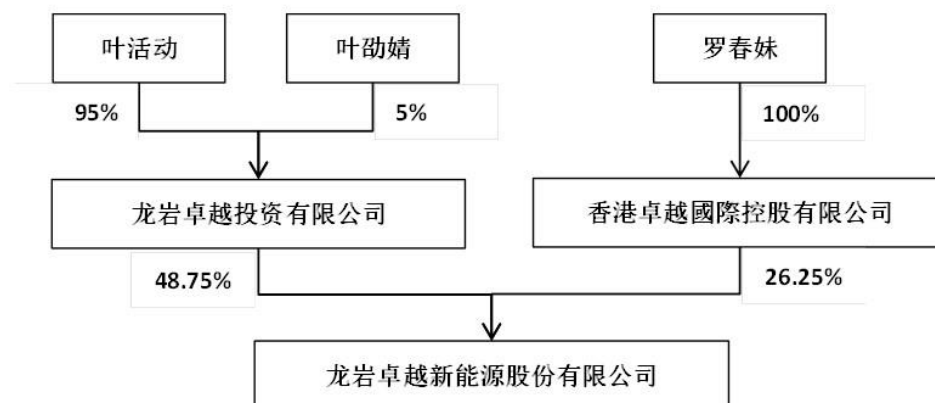 叶活动
叶劭婧
罗春妹
95%
5%
100%
龙岩卓越投资有限公司
香港卓越國際控股有限公司
48.75%
26.25%
龙岩卓越新能源股份有限公司